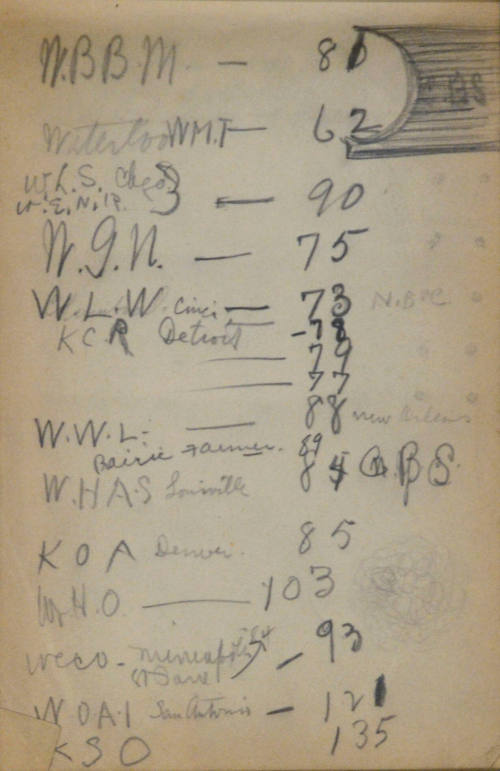 W.B.B.M. — 80
Waterloo WMT — 62
W.L.S. Chgo
W.E.N.R. — 90
W.G.N. — 75
W.L.W. Cinci — 73 N.B.C.
KCR Detroit - 78
— 79
— 77
W.W.L. — 88 new Orleans
Prairie Farmer. 89
W.H.A.S Louisville 84 C.B.S.
KOA Denver. 85
W.H.O. — 103
WCCO - Minneapolis — 93
St Paul
W.O.A.I San Antonio — 121
KSO 135